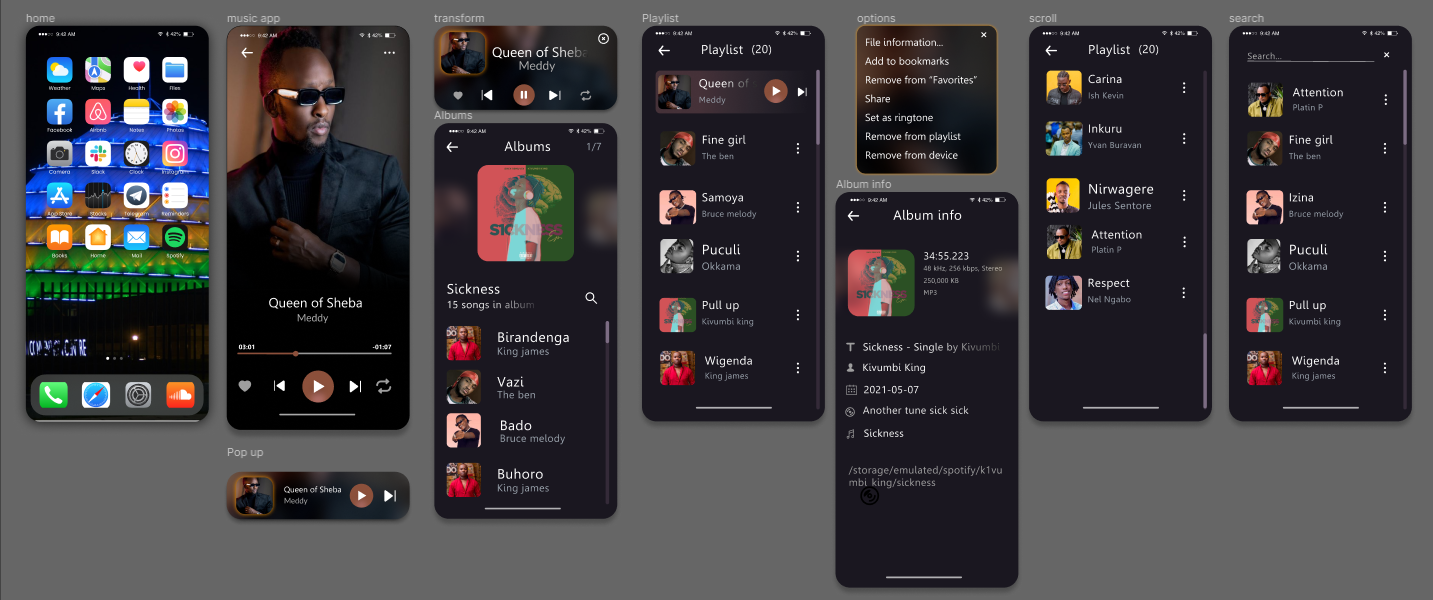 home
9:42 AM
42%
Weather
Maps
Health
Files
Facebook
Airbnb
Notes
Photos
Camera
Slack
Clock
Instagram
App store
Stocks
Telegram
Reminders
Books
Home
Mail
Spotify
music app
9:42 AM
42%
Queen of Sheba
Meddy
03:01
-01:07
Pop up
Queen of Sheba
Meddy
transform
Queen of Sheba
Meddy
Albums
9:42 AM
42%
Albums
1/7
SICKNESS
Sickness
15 songs in album
Birandenga
King james
Vazi
The ben
Bado
Bruce melody
Buhoro
King james
Playlist
9:42 AM
42%
Playlist (20)
Queen of
Meddy
Fine girl
The ben
Samoya
Bruce melody
Puculi
Okkama
Pull up
Kivumbi king
Wigenda
King james
options
File information...
Add to bookmarks
Remove from “Favorites”
Share
Set as ringtone
Remove from playlist
Remove from device
Album info
9:42 AM
42%
Album info
SICKNESS
34:55.223
48 kHz, 256 kbps, Stereo
250,000 KB
MP3
Sickness - Single by Kivumbi
Kivumbi King
2021-05-07
Another tune sick sick
Sickness
/storage/emulated/spotify/k1vu
mbi_king/sickness
scroll
9:42 AM
42%
Playlist (20)
Carina
Ish Kevin
Inkuru
Yvan Buravan
Nirwagere
Jules Sentore
Attention
Platin P
Respect
Nel Ngabo
search
9:42 AM
42%
Search...
Attention
Platin P
Fine girl
The ben
Izina
Bruce melody
Puculi
Okkama
Pull up
Kivumbi king
Wigenda
King james